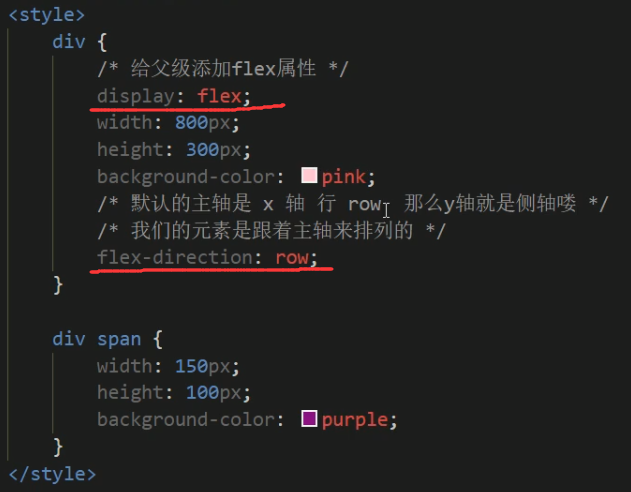 <style>
div {
/* 给父级添加flex属性 */
display: flex;
width: 800px;
height: 300px;
background-color: pink;
/* 默认的主轴是 x 轴 行 row, 那么y轴就是侧轴喽 */
/* 我们的元素是跟着主轴来排列的 */
flex-direction: row;
}
div span {
width: 150px;
height: 100px;
background-color: purple;
}
</style>